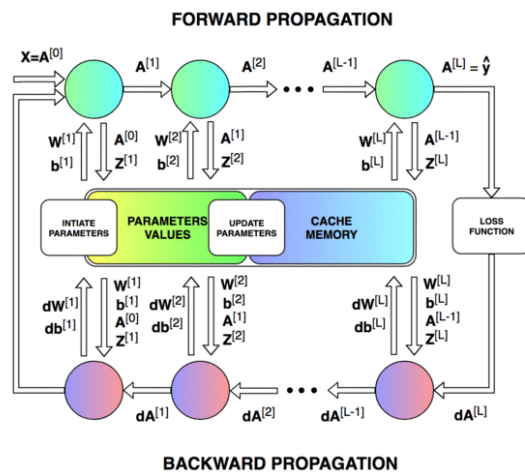 FORWARD PROPAGATION
X=A[0]
A[1]
A[2]
A[L-1]
A[L] = ŷ
W[1]
b[1]
A[0]
Z[1]
W[2]
b[2]
A[1]
Z[2]
W[L]
b[L]
A[L-1]
Z[L]
INTIATE
PARAMETERS
PARAMETERS
VALUES
UPDATE
PARAMETERS
CACHE
MEMORY
LOSS
FUNCTION
dW[1]
db[1]
W[1]
b[1]
A[0]
Z[1]
dW[2]
db[2]
W[2]
b[2]
A[1]
Z[2]
dW[L]
db[L]
W[L]
b[L]
A[L-1]
Z[L]
dA[1]
dA[2]
dA[L-1]
dA[L]
BACKWARD PROPAGATION